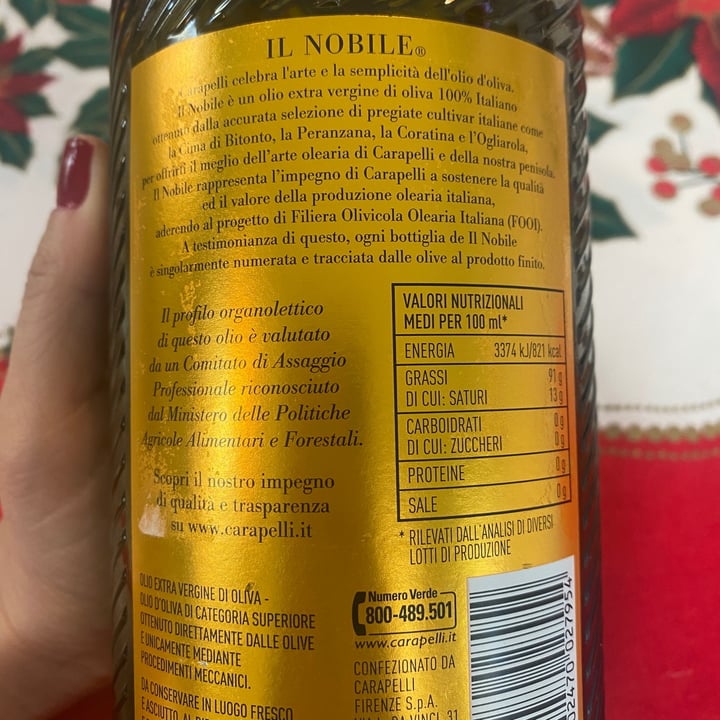 IL NOBILE®
Carapelli celebra l'arte e la semplicità dell'olio d'oliva.
Il Nobile è un olio extra vergine di oliva 100% Italiano
ottenuto dalla accurata selezione di pregiate cultivar italiane come
la Cima di Bitonto, la Peranzana, la Coratina e l'Ogliarola,
per offrirti il meglio dell'arte olearia di Carapelli e della nostra penisola.
Il Nobile rappresenta l'impegno di Carapelli a sostenere la qualità
ed il valore della produzione olearia italiana,
aderendo al progetto di Filiera Olivicola Olearia Italiana (FOOI).
A testimonianza di questo, ogni bottiglia de Il Nobile
è singolarmente numerata e tracciata dalle olive al prodotto finito.
Il profilo organolettico
di questo olio è valutato
da un Comitato di Assaggio
Professionale riconosciuto
dal Ministero delle Politiche
Agricole Alimentari e Forestali.
Scopri il nostro impegno
di qualità e trasparenza
su www.carapelli.it
VALORI NUTRIZIONALI
MEDI PER 100 ml*
ENERGIA 3374 kJ/821 kcal
GRASSI 91 g
DI CUI: SATURI 13 g
CARBOIDRATI 0 g
DI CUI: ZUCCHERI 0 g
PROTEINE 0 g
SALE 0 g
* RILEVATI DALL'ANALISI DI DIVERSI
LOTTI DI PRODUZIONE
OLIO EXTRA VERGINE DI OLIVA -
OLIO D'OLIVA DI CATEGORIA SUPERIORE
OTTENUTO DIRETTAMENTE DALLE OLIVE
E UNICAMENTE MEDIANTE
PROCEDIMENTI MECCANICI.
DA CONSERVARE IN LUOGO FRESCO
E ASCIUTTO, AL
Numero Verde
800-489.501
www.carapelli.it
CONFEZIONATO DA
CARAPELLI
FIRENZE S.p.A.
DA VINCI, 31
2470 027954